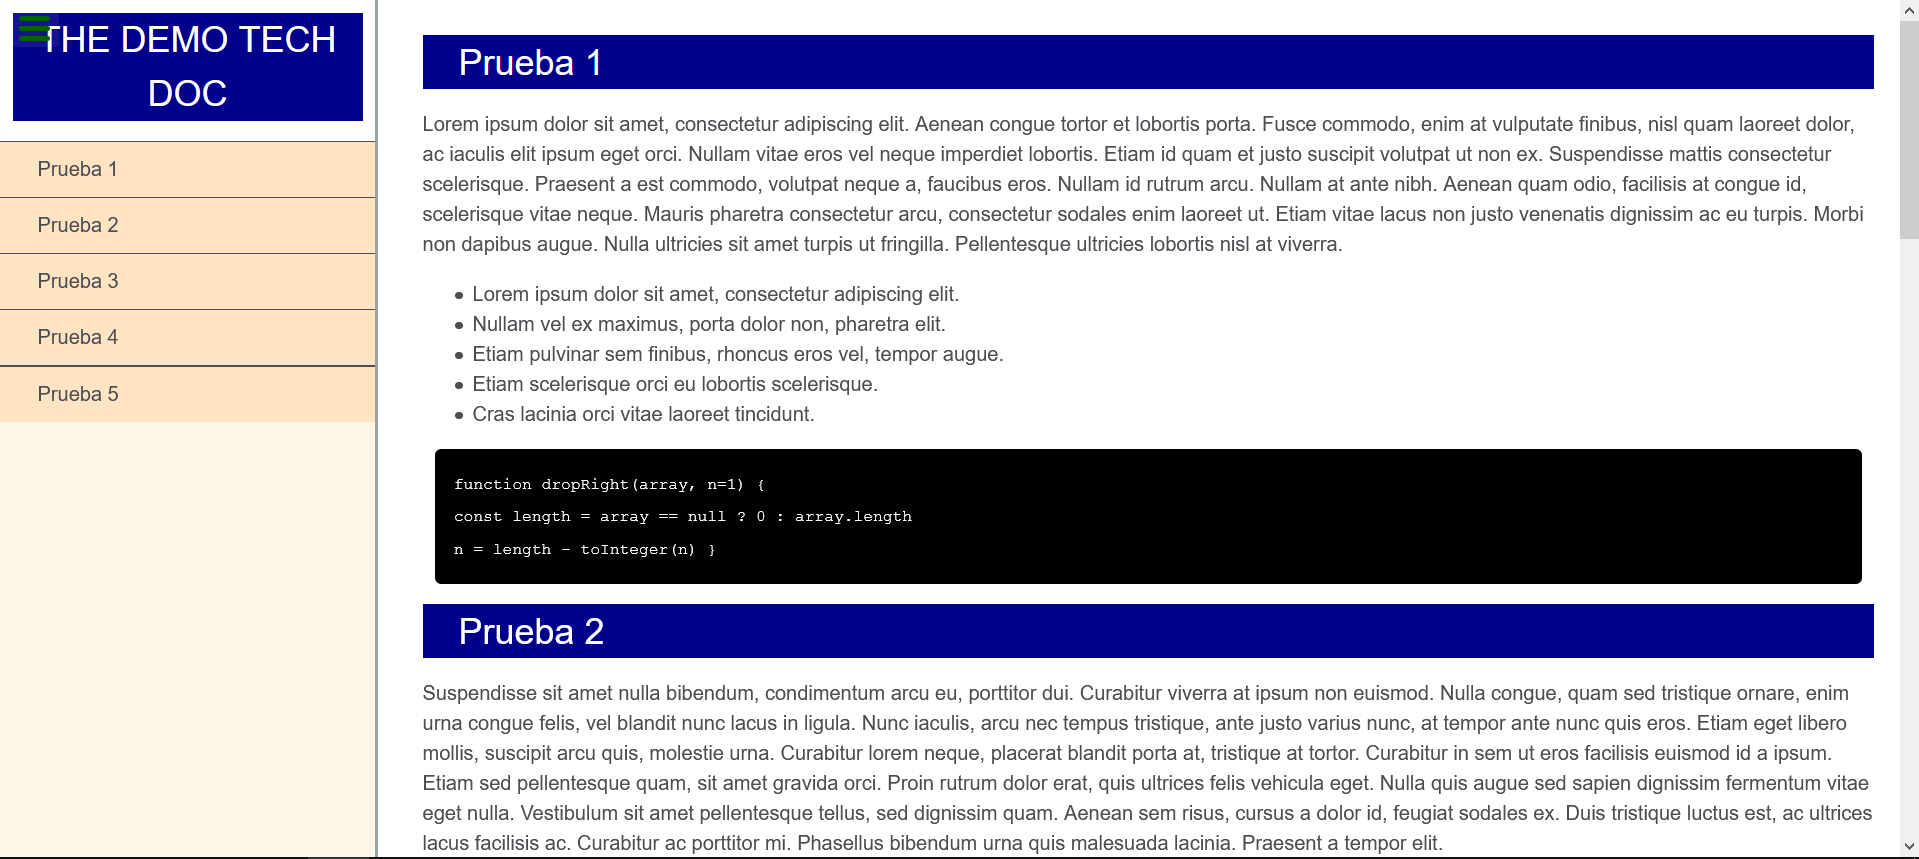 THE DEMO TECH
DOC
Prueba 1
Prueba 2
Prueba 3
Prueba 4
Prueba 5
Prueba 1
Lorem ipsum dolor sit amet, consectetur adipiscing elit. Aenean congue tortor et lobortis porta. Fusce commodo, enim at vulputate finibus, nisl quam laoreet dolor,
ac iaculis elit ipsum eget orci. Nullam vitae eros vel neque imperdiet lobortis. Etiam id quam et justo suscipit volutpat ut non ex. Suspendisse mattis consectetur
scelerisque. Praesent a est commodo, volutpat neque a, faucibus eros. Nullam id rutrum arcu. Nullam at ante nibh. Aenean quam odio, facilisis at congue id,
scelerisque vitae neque. Mauris pharetra consectetur arcu, consectetur sodales enim laoreet ut. Etiam vitae lacus non justo venenatis dignissim ac eu turpis. Morbi
non dapibus augue. Nulla ultricies sit amet turpis ut fringilla. Pellentesque ultricies lobortis nisl at viverra.
• Lorem ipsum dolor sit amet, consectetur adipiscing elit.
• Nullam vel ex maximus, porta dolor non, pharetra elit.
• Etiam pulvinar sem finibus, rhoncus eros vel, tempor augue.
• Etiam scelerisque orci eu lobortis scelerisque.
• Cras lacinia orci vitae laoreet tincidunt.
function dropRight(array, n=1) {
const length = array == null ? 0 : array.length
n = length - toInteger(n) }
Prueba 2
Suspendisse sit amet nulla bibendum, condimentum arcu eu, porttitor dui. Curabitur viverra at ipsum non euismod. Nulla congue, quam sed tristique ornare, enim
urna congue felis, vel blandit nunc lacus in ligula. Nunc iaculis, arcu nec tempus tristique, ante justo varius nunc, at tempor ante nunc quis eros. Etiam eget libero
mollis, suscipit arcu quis, molestie urna. Curabitur lorem neque, placerat blandit porta at, tristique at tortor. Curabitur in sem ut eros facilisis euismod id a ipsum.
Etiam sed pellentesque quam, sit amet gravida orci. Proin rutrum dolor erat, quis ultrices felis vehicula eget. Nulla quis augue sed sapien dignissim fermentum vitae
eget nulla. Vestibulum sit amet pellentesque tellus, sed dignissim quam. Aenean sem risus, cursus a dolor id, feugiat sodales ex. Duis tristique luctus est, ac ultrices
lacus facilisis ac. Curabitur ac porttitor mi. Phasellus bibendum urna quis malesuada lacinia. Praesent a tempor elit.